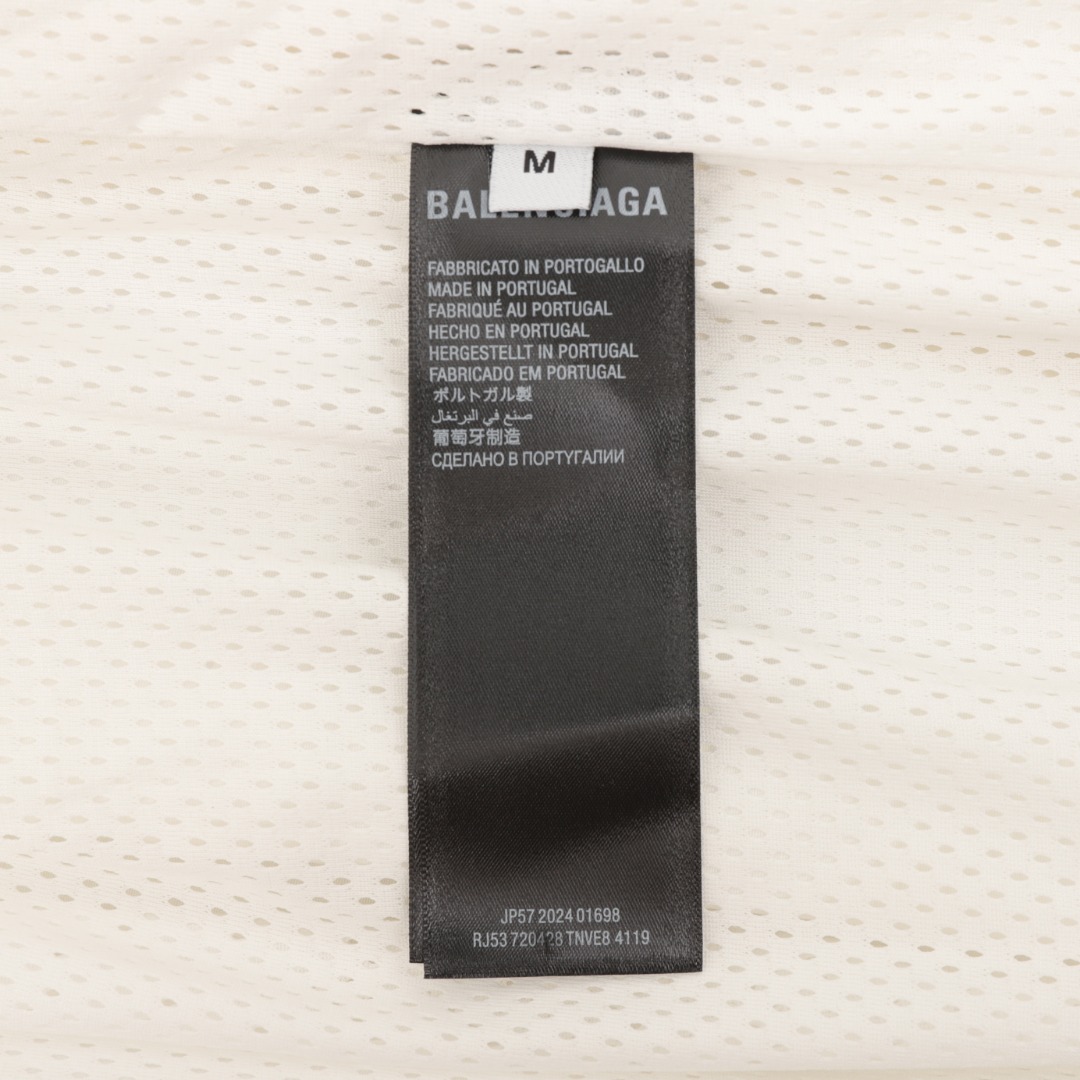 M
BALENCIAGA
FABBRICATO IN PORTOGALLO
MADE IN PORTUGAL
FABRIQUÉ AU PORTUGAL
HECHO EN PORTUGAL
HERGESTELLT IN PORTUGAL
FABRICADO EM PORTUGAL
ポルトガル製
صنع في البرتغال
葡萄牙制造
СДЕЛАНО В ПОРТУГАЛИИ
JP57 2024 01698
RJ53 720428 TNVE8 4119